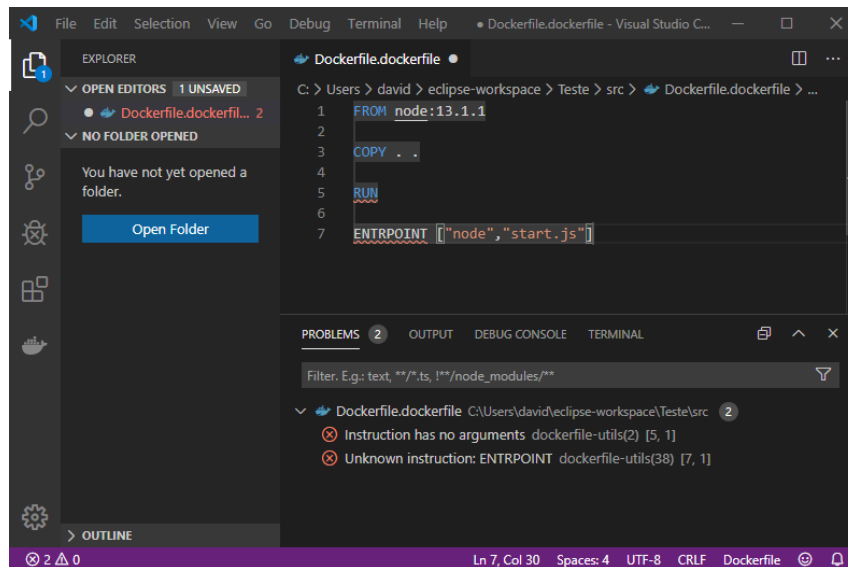 File Edit Selection View Go Debug Terminal Help ● Dockerfile.dockerfile - Visual Studio C...
EXPLORER
OPEN EDITORS 1 UNSAVED
Dockerfile.dockerfil... 2
NO FOLDER OPENED
You have not yet opened a
folder.
Open Folder
OUTLINE
1
Dockerfile.dockerfile ●
C: > Users > david > eclipse-workspace > Teste > src > Dockerfile.dockerfile > ...
1 FROM node:13.1.1
2
3 COPY . .
4
5 RUN
6
7 ENTRPOINT ["node","start.js"]
PROBLEMS 2 OUTPUT DEBUG CONSOLE TERMINAL
Filter. E.g.: text, **/*.ts, !**/node_modules/**
Dockerfile.dockerfile C:\Users\david\eclipse-workspace\Teste\src 2
Instruction has no arguments dockerfile-utils(2) [5, 1]
Unknown instruction: ENTRPOINT dockerfile-utils(38) [7, 1]
2 0 Ln 7, Col 30 Spaces: 4 UTF-8 CRLF Dockerfile